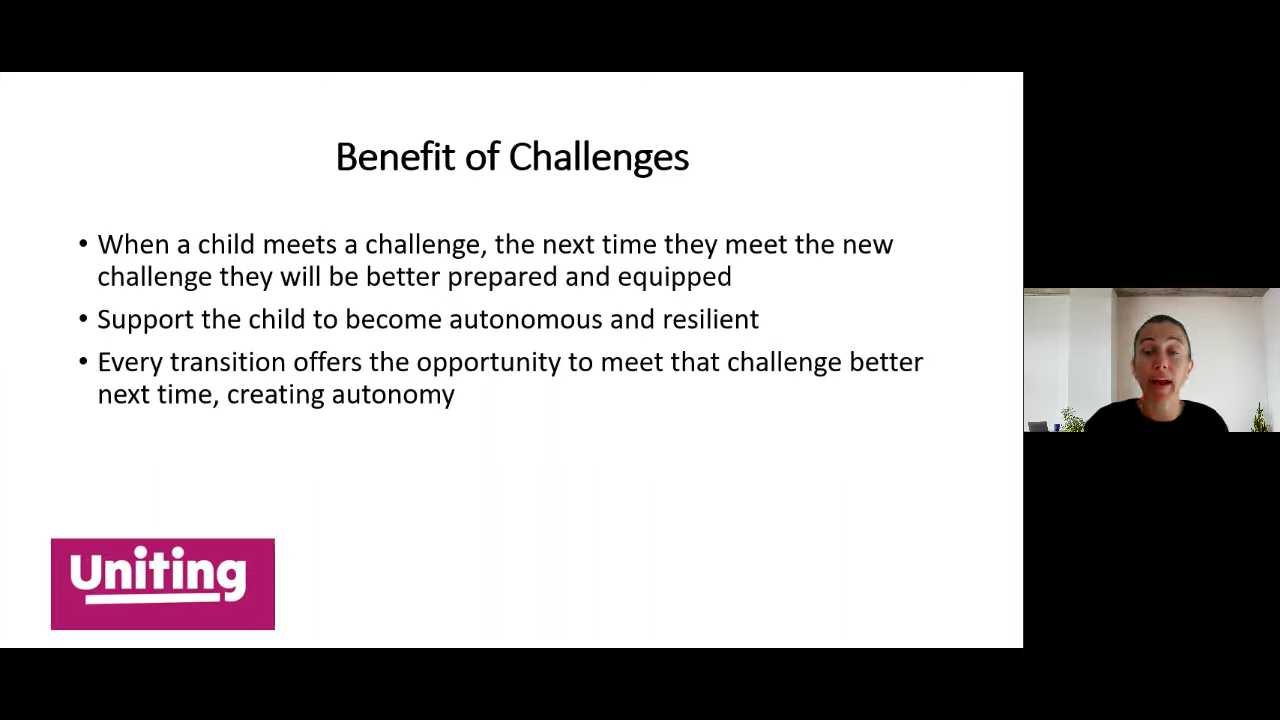 Benefit of Challenges
• When a child meets a challenge, the next time they meet the new
challenge they will be better prepared and equipped
• Support the child to become autonomous and resilient
• Every transition offers the opportunity to meet that challenge better
next time, creating autonomy
Uniting